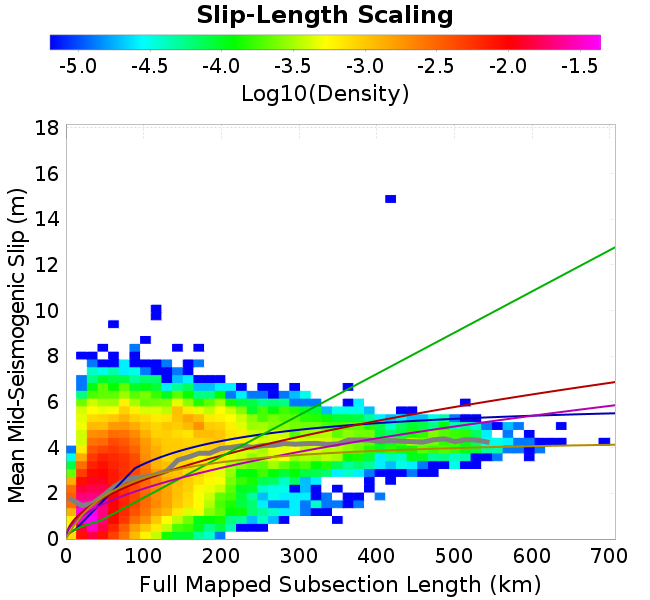 Slip-Length Scaling
-5.0 -4.5 -4.0 -3.5 -3.0 -2.5 -2.0 -1.5
Log10(Density)
18
16
14
12
10
8
6
4
2
0
Mean Mid-Seismogenic Slip (m)
0 100 200 300 400 500 600 700
Full Mapped Subsection Length (km)